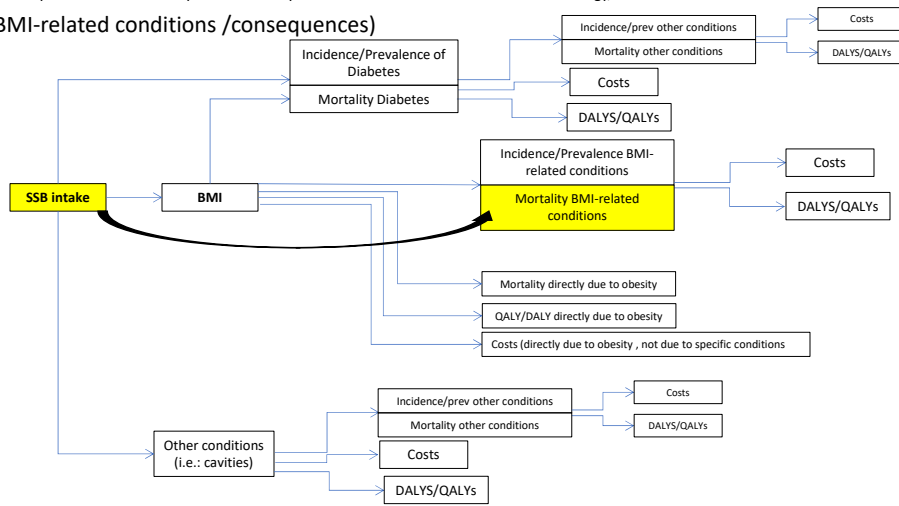 BMI-related conditions /consequences)
Incidence/prev other conditions
Mortality other conditions
Costs
DALYS/QALYs
Incidence/Prevalence of
Diabetes
Mortality Diabetes
Costs
DALYS/QALYs
Incidence/Prevalence BMI-
related conditions
Mortality BMI-related
conditions
Costs
DALYS/QALYs
SSB intake
BMI
Mortality directly due to obesity
QALY/DALY directly due to obesity
Costs (directly due to obesity , not due to specific conditions
Incidence/prev other conditions
Mortality other conditions
Costs
DALYS/QALYs
Other conditions
(i.e.: cavities)
Costs
DALYS/QALYs